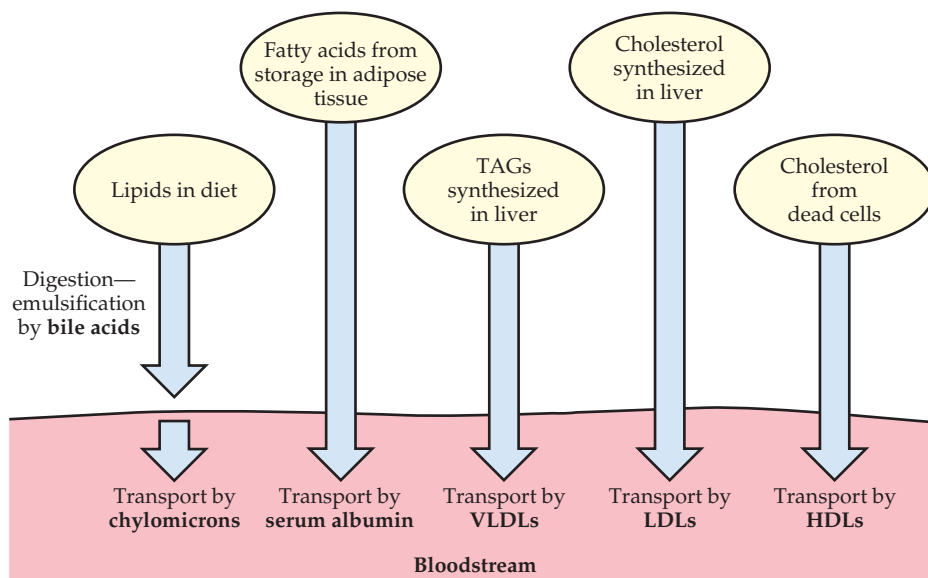 Fatty acids from
storage in adipose
tissue
Cholesterol
synthesized
in liver
Lipids in diet
TAGs
synthesized
in liver
Cholesterol
from
dead cells
Digestion—
emulsification
by bile acids
Transport by
chylomicrons
Transport by
serum albumin
Transport by
VLDLs
Transport by
LDLs
Transport by
HDLs
Bloodstream